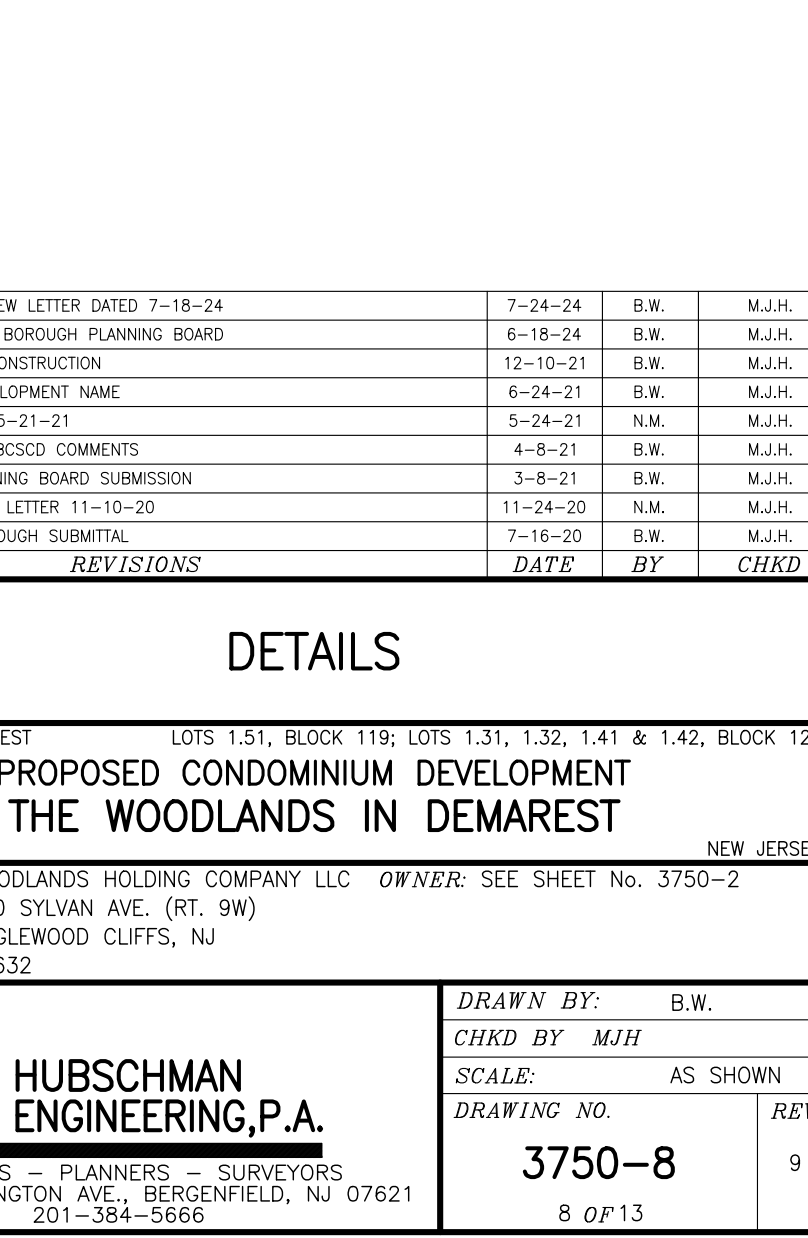 EW LETTER DATED 7-18-24 7-24-24 B.W. M.J.H.
BOROUGH PLANNING BOARD 6-18-24 B.W. M.J.H.
ONSTRUCTION 12-10-21 B.W. M.J.H.
LOPMENT NAME 6-24-21 B.W. M.J.H.
5-21-21 5-24-21 N.M. M.J.H.
BCSCD COMMENTS 4-8-21 B.W. M.J.H.
NING BOARD SUBMISSION 3-8-21 B.W. M.J.H.
LETTER 11-10-20 11-24-20 N.M. M.J.H.
OUGH SUBMITTAL 7-16-20 B.W. M.J.H.
REVISIONS DATE BY CHKD
DETAILS
EST LOTS 1.51, BLOCK 119; LOTS 1.31, 1.32, 1.41 & 1.42, BLOCK 12
PROPOSED CONDOMINIUM DEVELOPMENT
THE WOODLANDS IN DEMAREST
NEW JERSE
ODLANDS HOLDING COMPANY LLC OWNER: SEE SHEET No. 3750-2
0 SYLVAN AVE. (RT. 9W)
GLEWOOD CLIFFS, NJ
632
HUBSCHMAN
ENGINEERING,P.A.
S - PLANNERS - SURVEYORS
NGTON AVE., BERGENFIELD, NJ 07621
201-384-5666
DRAWN BY: B.W.
CHKD BY MJH
SCALE: AS SHOWN
DRAWING NO. REV
3750-8 9
8 OF 13